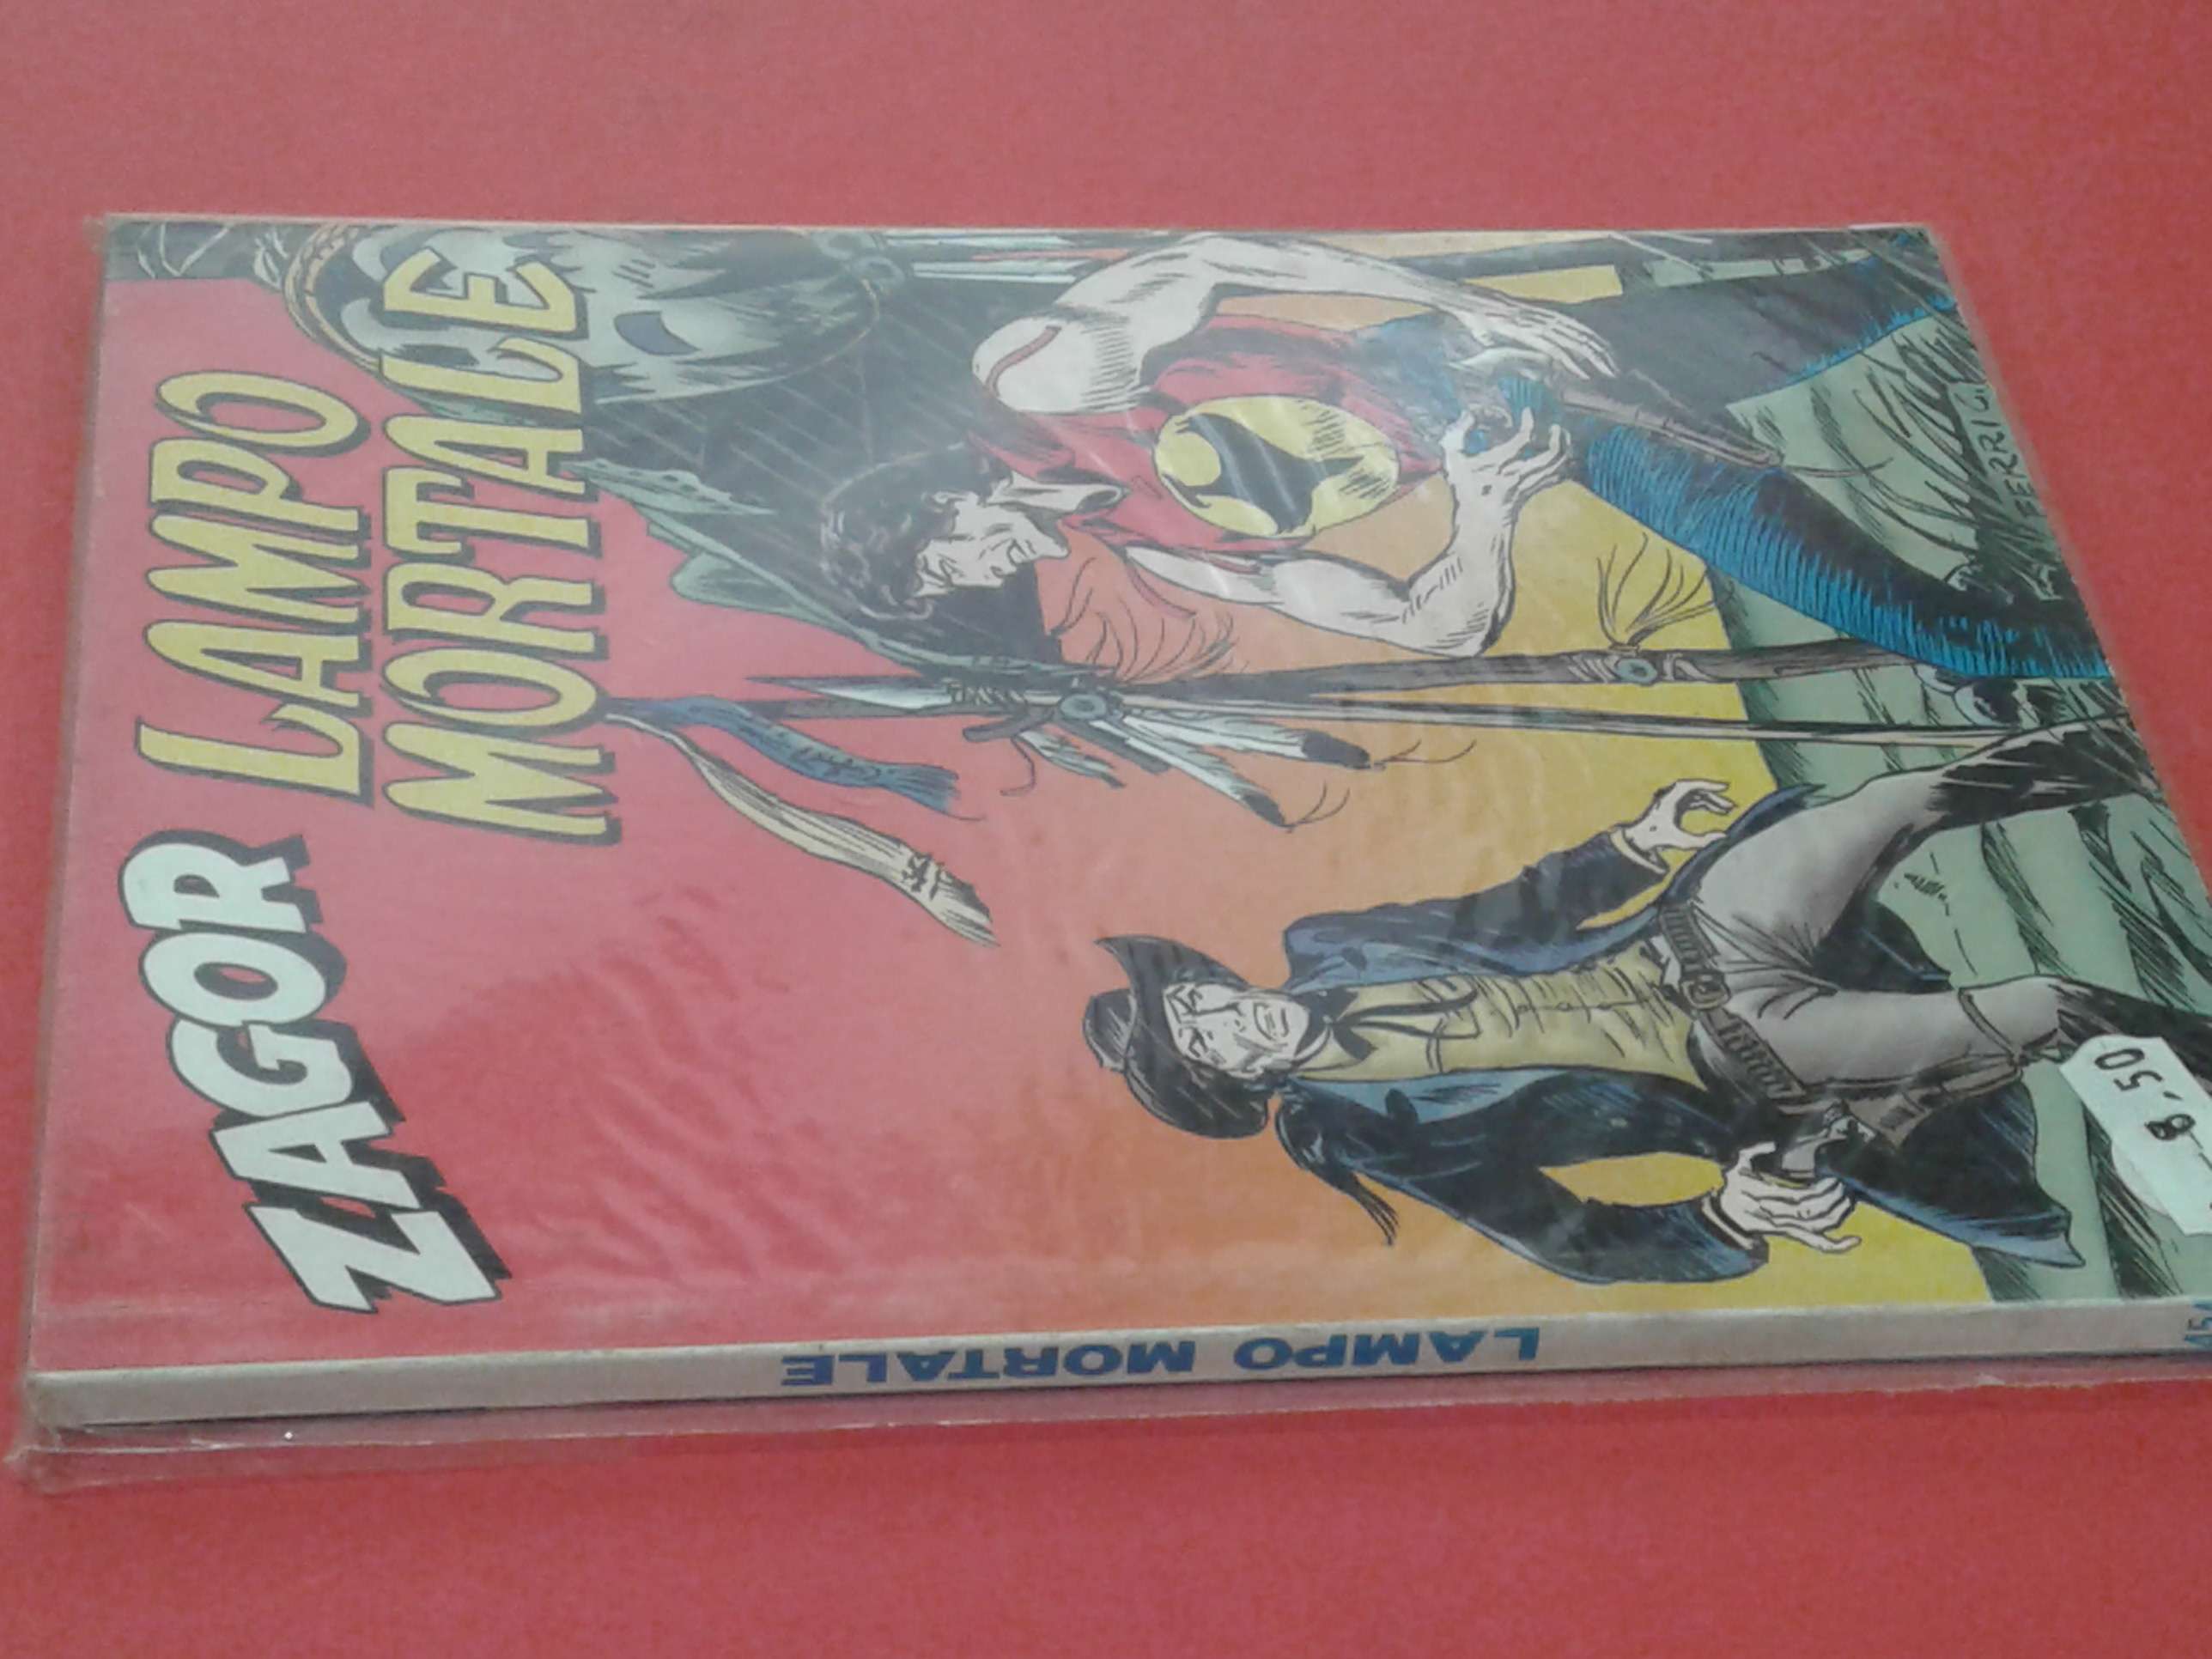 ZAGOR
LAMPO
MORTALE
FERRI G.
8.50
LAMPO MORTALE